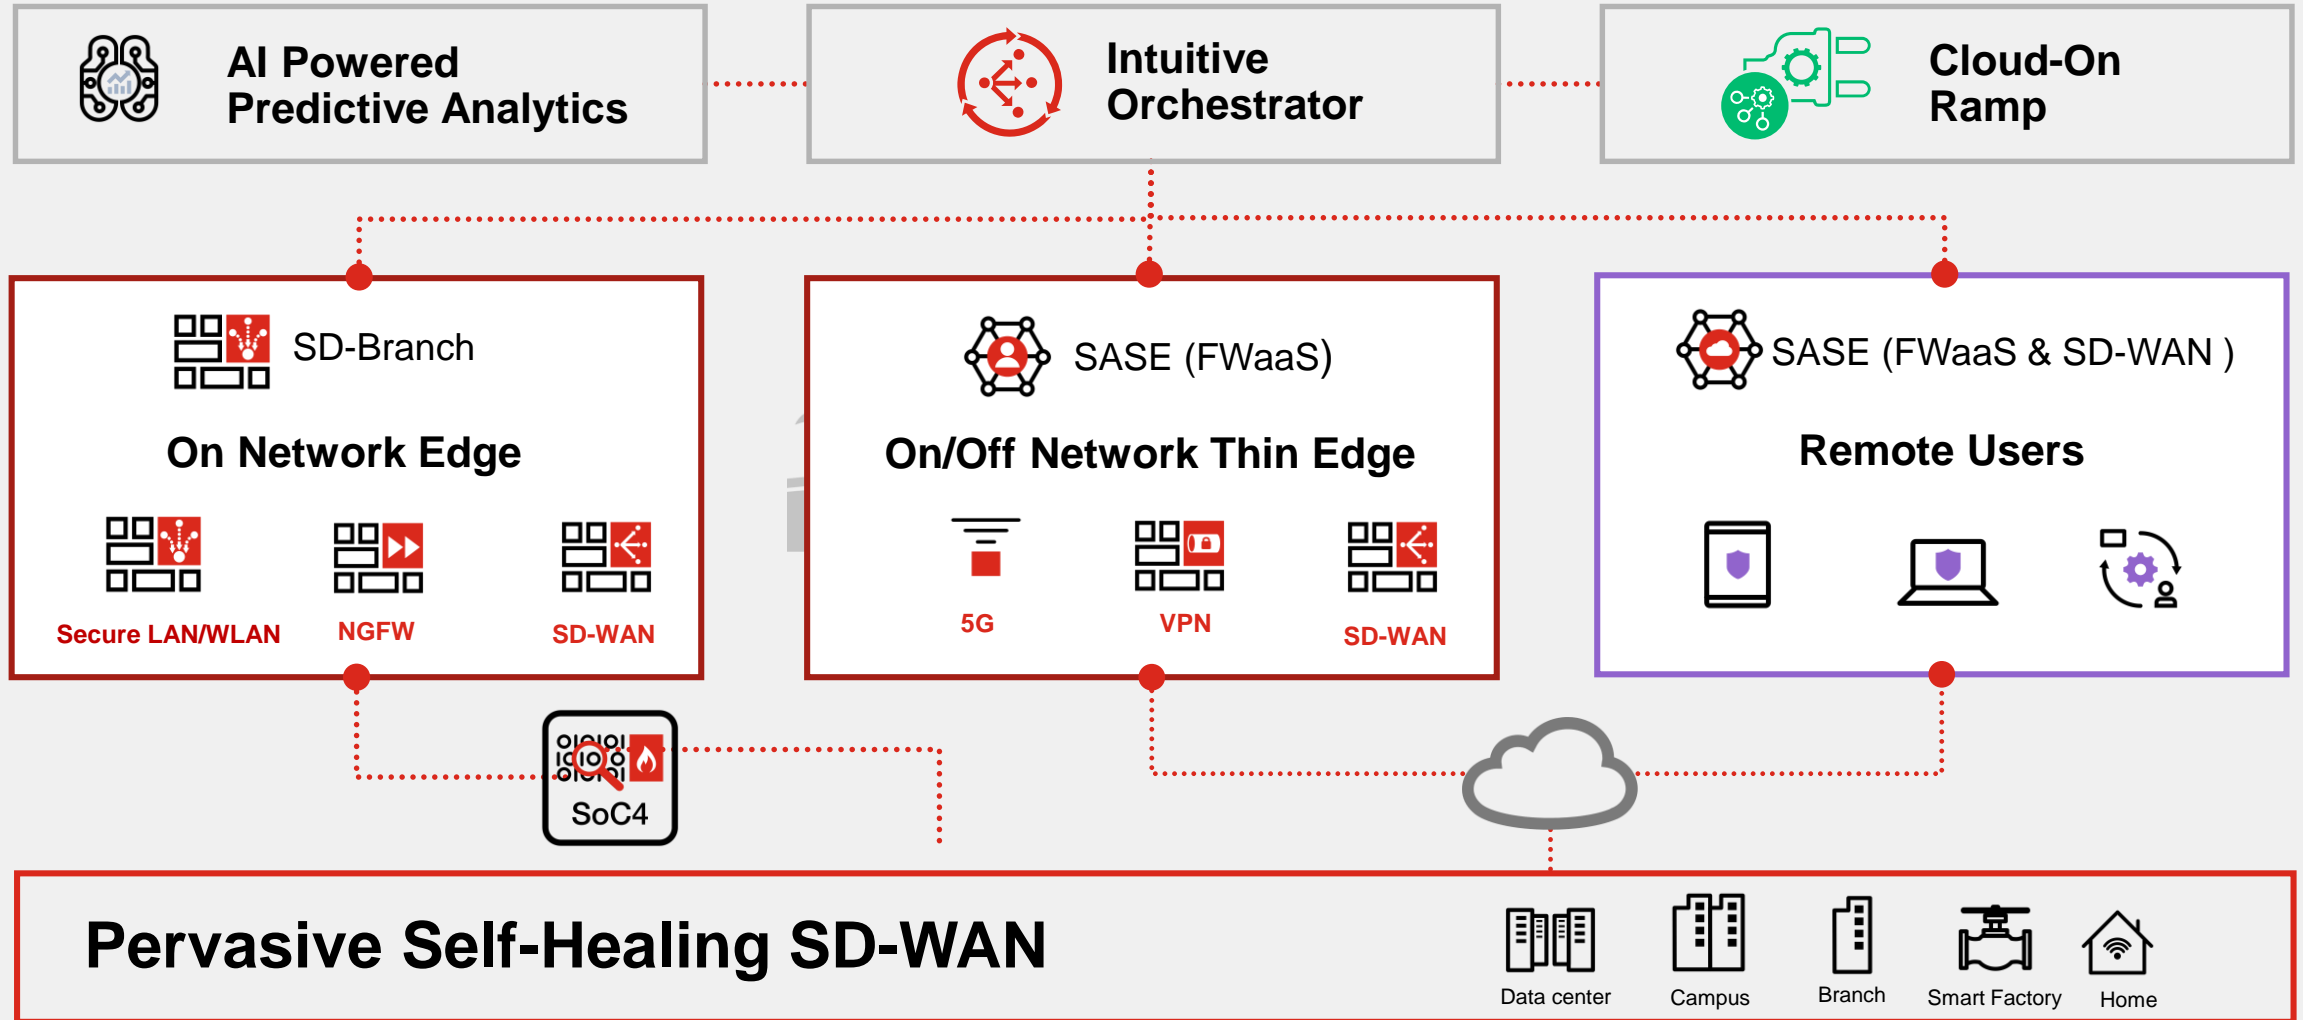 AI Powered
Predictive Analytics
Intuitive
Orchestrator
Cloud-On
Ramp
SD-Branch
On Network Edge
Secure LAN/WLAN
NGFW
SD-WAN
SASE (FWaaS)
On/Off Network Thin Edge
5G
VPN
SD-WAN
SASE (FWaaS & SD-WAN )
Remote Users
SoC4
Pervasive Self-Healing SD-WAN
Data center
Campus
Branch
Smart Factory
Home